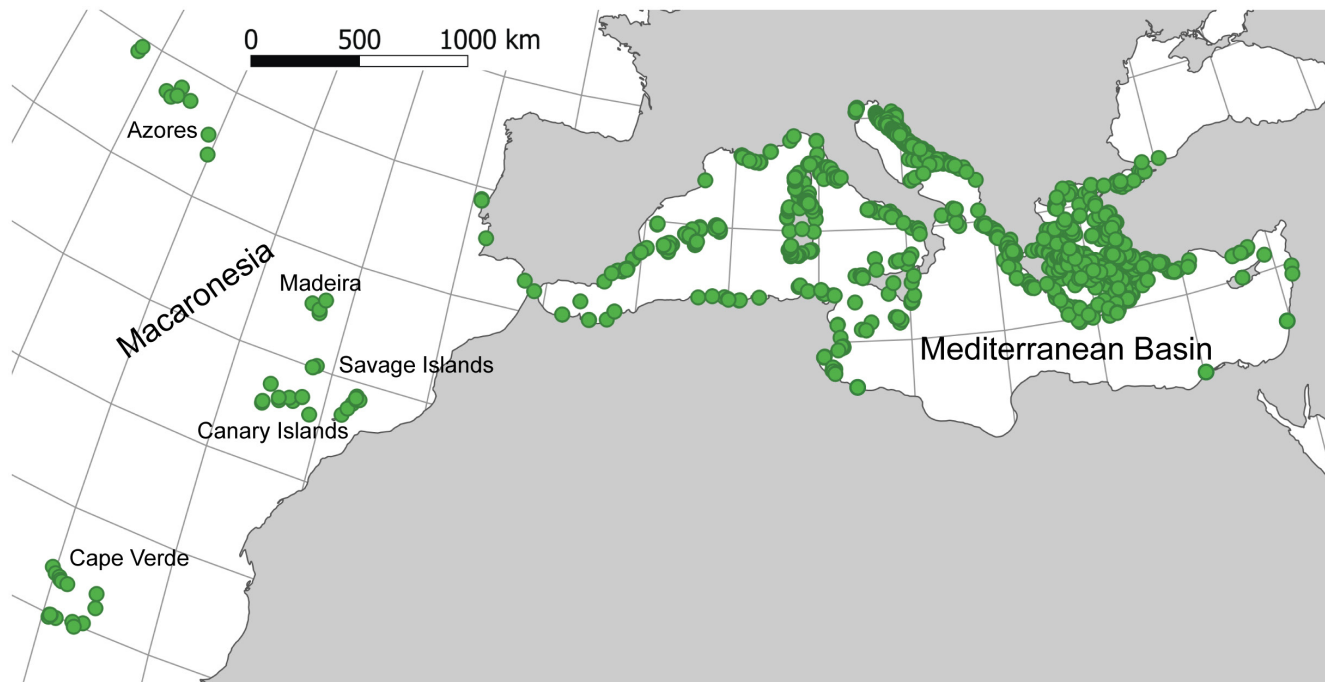 0 500 1000 km
Azores
Macaronesia
Madeira
Savage Islands
Mediterranean Basin
Canary Islands
Cape Verde